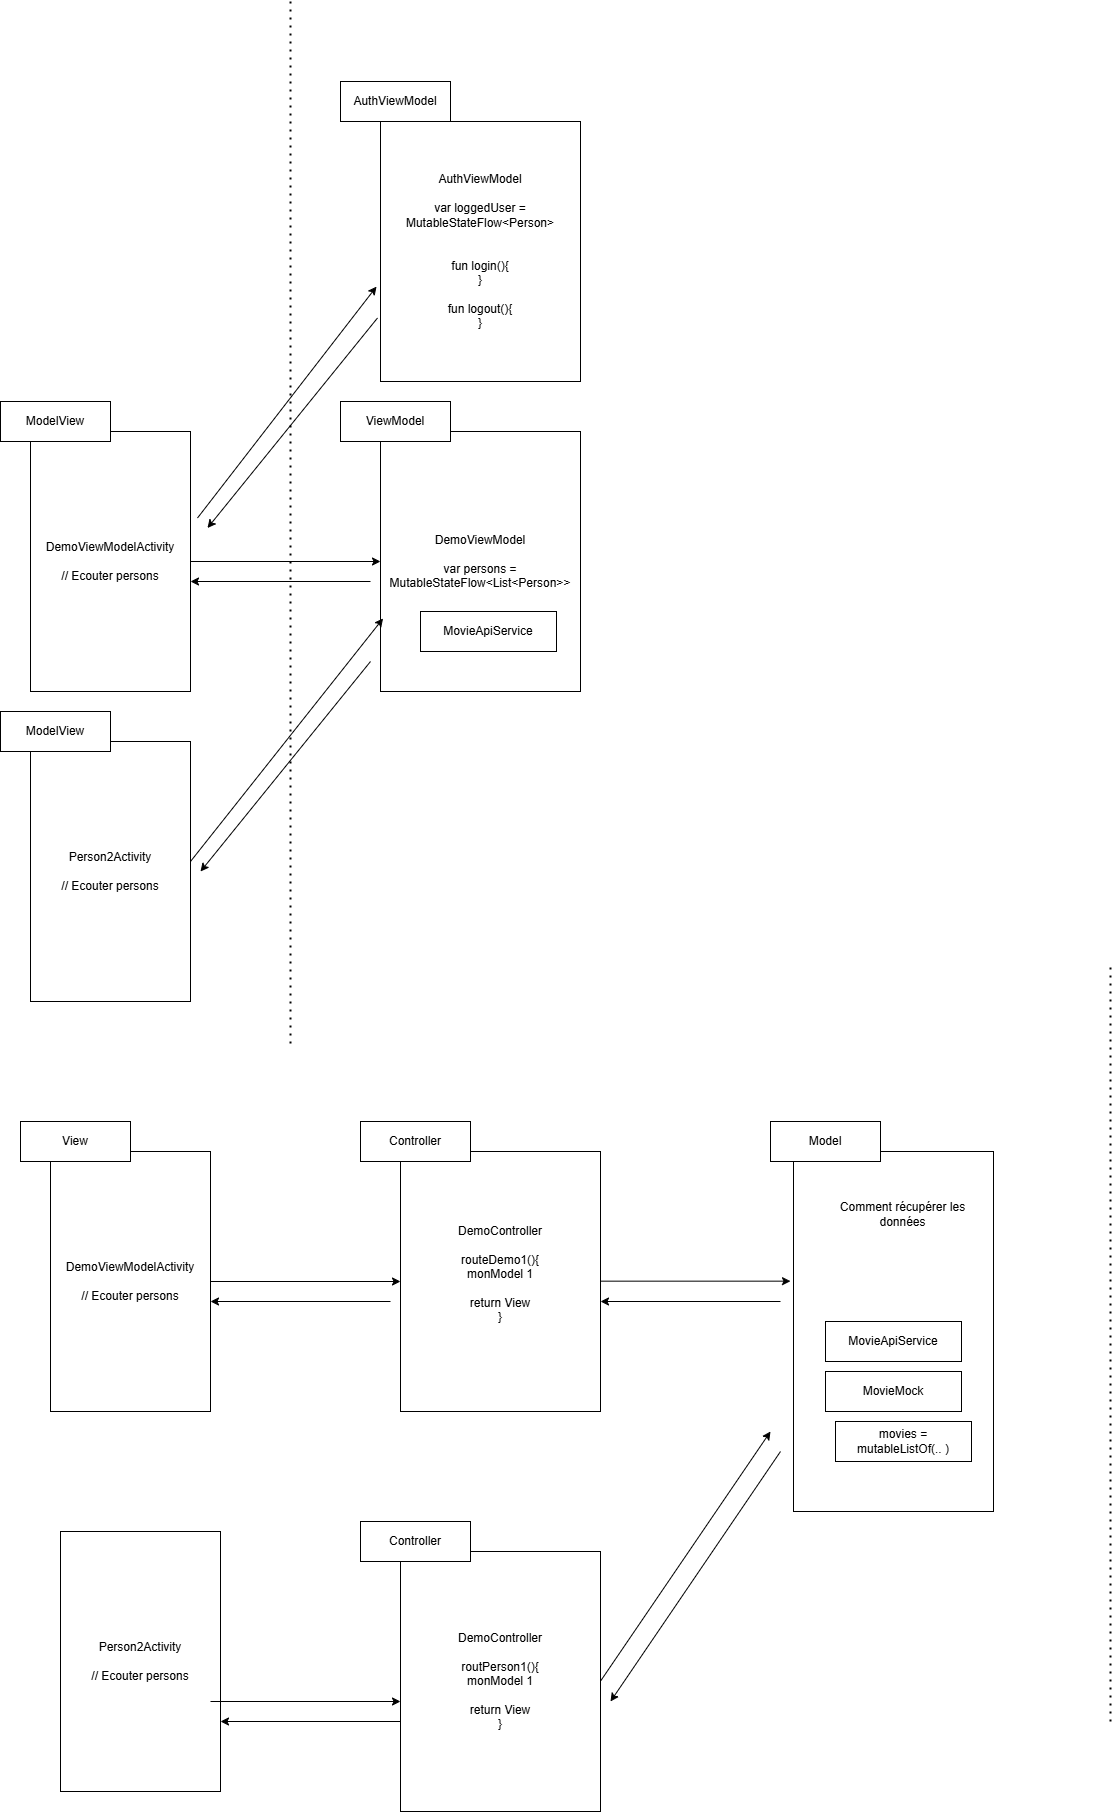 AuthViewModel
AuthViewModel
var loggedUser =
MutableStateFlow<Person>
fun login(){
}
fun logout(){
}
ModelView
DemoViewModelActivity
// Ecouter persons
ViewModel
DemoViewModel
var persons =
MutableStateFlow<List<Person>>
MovieApiService
ModelView
Person2Activity
// Ecouter persons
View
DemoViewModelActivity
// Ecouter persons
Controller
DemoController
routeDemo1(){
monModel 1
return View
}
Model
Comment récupérer les
données
MovieApiService
MovieMock
movies =
mutableListOf(.. )
Person2Activity
// Ecouter persons
Controller
DemoController
routPerson1(){
monModel 1
return View
}